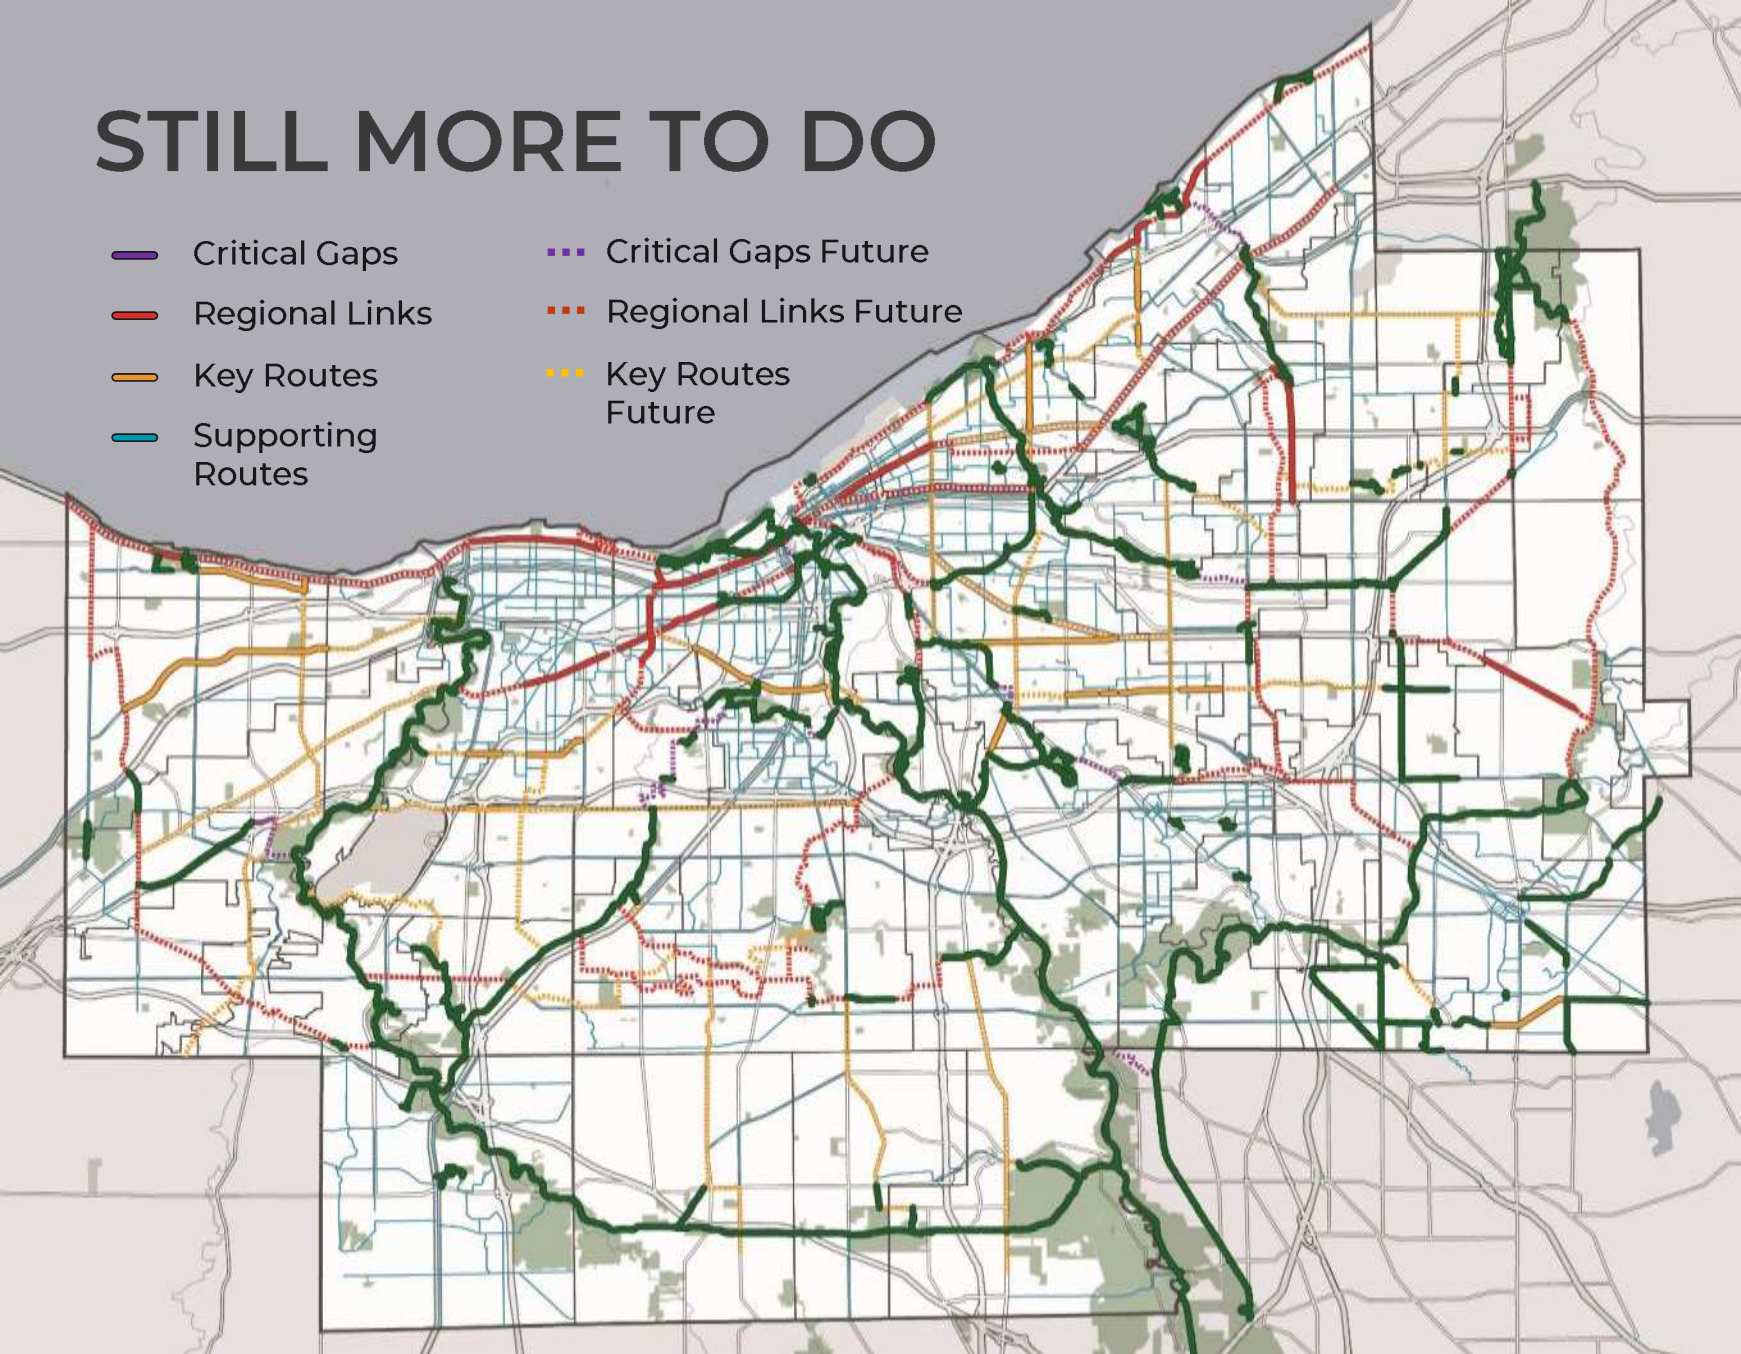 STILL MORE TO DO
Critical Gaps
Regional Links
Key Routes
Supporting
Routes
Critical Gaps Future
Regional Links Future
Key Routes
Future